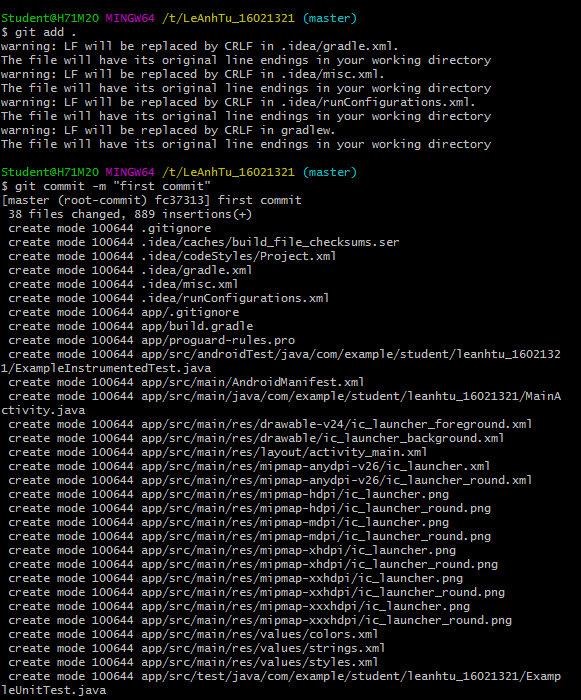 Student@H71M20 MINGW64 /t/LeAnhTu_16021321 (master)
$ git add .
warning: LF will be replaced by CRLF in .idea/gradle.xml.
The file will have its original line endings in your working directory
warning: LF will be replaced by CRLF in .idea/misc.xml.
The file will have its original line endings in your working directory
warning: LF will be replaced by CRLF in .idea/runConfigurations.xml.
The file will have its original line endings in your working directory
warning: LF will be replaced by CRLF in gradlew.
The file will have its original line endings in your working directory
Student@H71M20 MINGW64 /t/LeAnhTu_16021321 (master)
$ git commit -m "first commit"
[master (root-commit) fc37313] first commit
 38 files changed, 889 insertions(+)
 create mode 100644 .gitignore
 create mode 100644 .idea/caches/build_file_checksums.ser
 create mode 100644 .idea/codeStyles/Project.xml
 create mode 100644 .idea/gradle.xml
 create mode 100644 .idea/misc.xml
 create mode 100644 .idea/runConfigurations.xml
 create mode 100644 app/.gitignore
 create mode 100644 app/build.gradle
 create mode 100644 app/proguard-rules.pro
 create mode 100644 app/src/androidTest/java/com/example/student/leanhtu_1602132
1/ExampleInstrumentedTest.java
 create mode 100644 app/src/main/AndroidManifest.xml
 create mode 100644 app/src/main/java/com/example/student/leanhtu_16021321/MainA
ctivity.java
 create mode 100644 app/src/main/res/drawable-v24/ic_launcher_foreground.xml
 create mode 100644 app/src/main/res/drawable/ic_launcher_background.xml
 create mode 100644 app/src/main/res/layout/activity_main.xml
 create mode 100644 app/src/main/res/mipmap-anydpi-v26/ic_launcher.xml
 create mode 100644 app/src/main/res/mipmap-anydpi-v26/ic_launcher_round.xml
 create mode 100644 app/src/main/res/mipmap-hdpi/ic_launcher.png
 create mode 100644 app/src/main/res/mipmap-hdpi/ic_launcher_round.png
 create mode 100644 app/src/main/res/mipmap-mdpi/ic_launcher.png
 create mode 100644 app/src/main/res/mipmap-mdpi/ic_launcher_round.png
 create mode 100644 app/src/main/res/mipmap-xhdpi/ic_launcher.png
 create mode 100644 app/src/main/res/mipmap-xhdpi/ic_launcher_round.png
 create mode 100644 app/src/main/res/mipmap-xxhdpi/ic_launcher.png
 create mode 100644 app/src/main/res/mipmap-xxhdpi/ic_launcher_round.png
 create mode 100644 app/src/main/res/mipmap-xxxhdpi/ic_launcher.png
 create mode 100644 app/src/main/res/mipmap-xxxhdpi/ic_launcher_round.png
 create mode 100644 app/src/main/res/values/colors.xml
 create mode 100644 app/src/main/res/values/strings.xml
 create mode 100644 app/src/main/res/values/styles.xml
 create mode 100644 app/src/test/java/com/example/student/leanhtu_16021321/Examp
leUnitTest.java